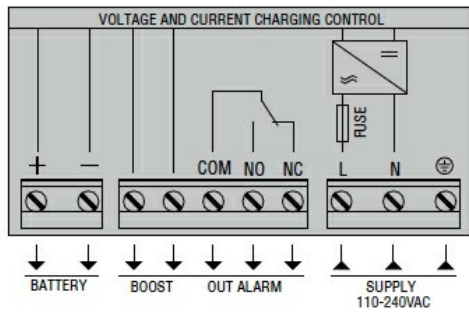 VOLTAGE AND CURRENT CHARGING CONTROL
FUSE
+ − COM NO NC L N
BATTERY BOOST OUT ALARM SUPPLY
110-240VAC